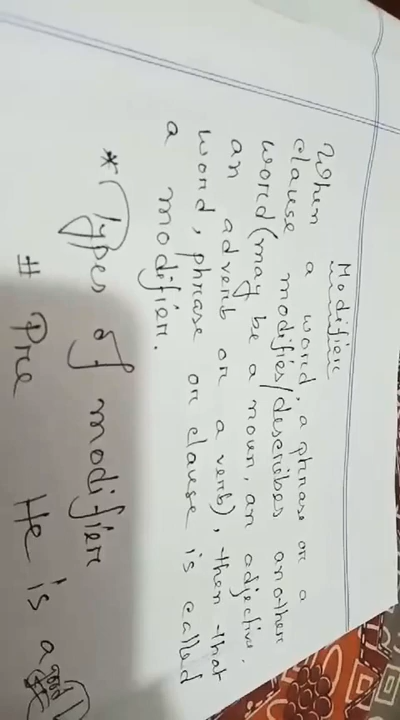 Modifier
When a word, a phrase or a
clause modifies/describes another
word (may be a noun, an adjective,
an adverb or a verb), then that
word, phrase or clause is called
a modifier.
* Types of modifier
# Pre He is a good